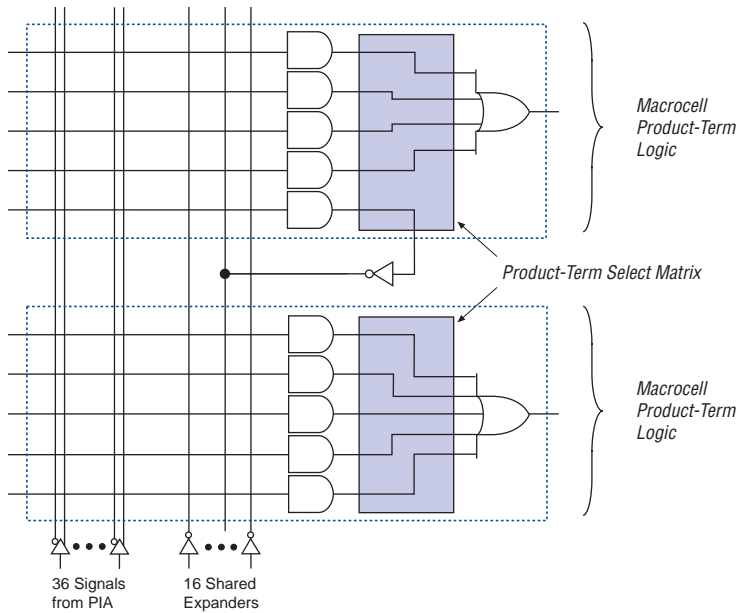 Macrocell
Product-Term
Logic
Product-Term Select Matrix
Macrocell
Product-Term
Logic
36 Signals
from PIA
16 Shared
Expanders